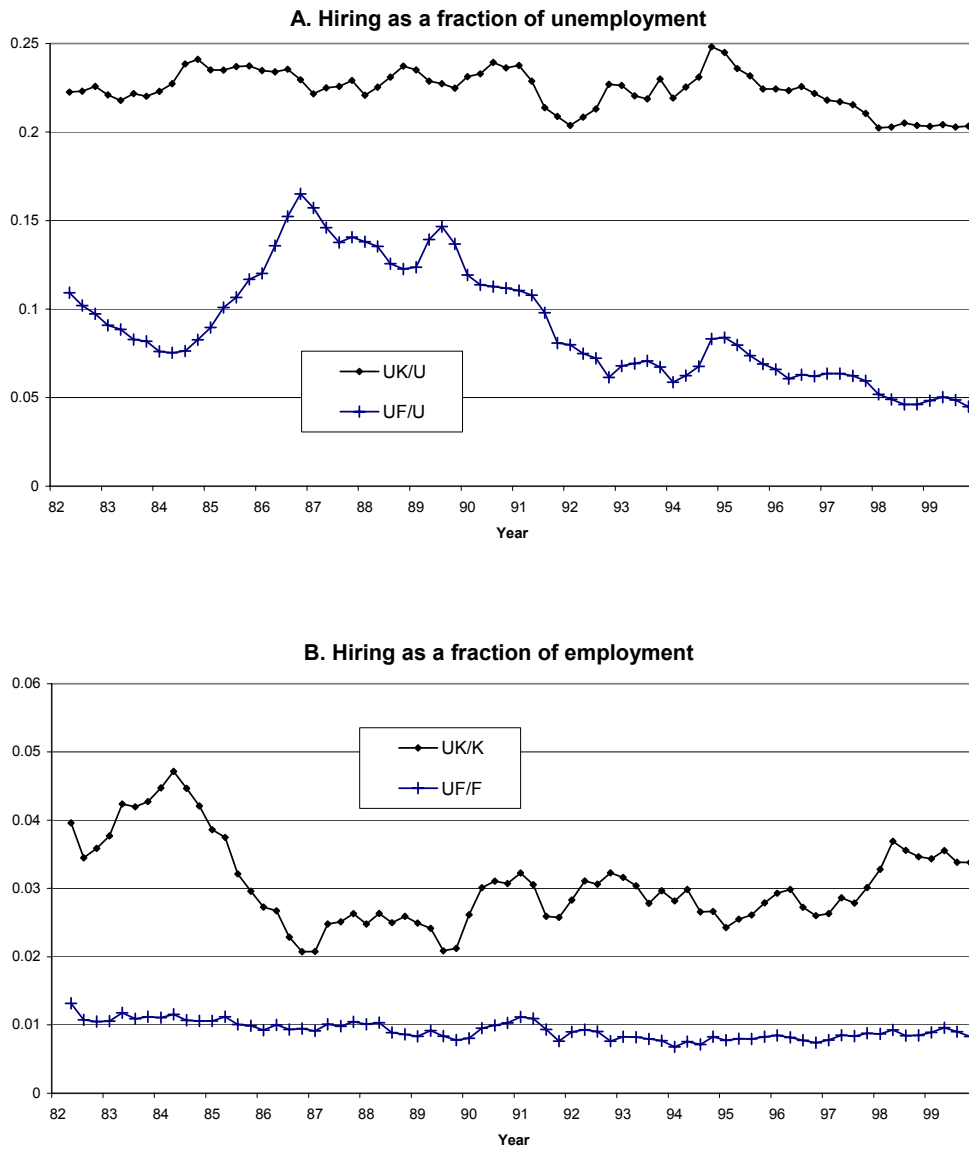 A. Hiring as a fraction of unemployment
0.25
0.2
0.15
0.1
0.05
0
UK/U
UF/U
82 83 84 85 86 87 88 89 90 91 92 93 94 95 96 97 98 99
Year
B. Hiring as a fraction of employment
0.06
0.05
0.04
0.03
0.02
0.01
0
UK/K
UF/F
82 83 84 85 86 87 88 89 90 91 92 93 94 95 96 97 98 99
Year